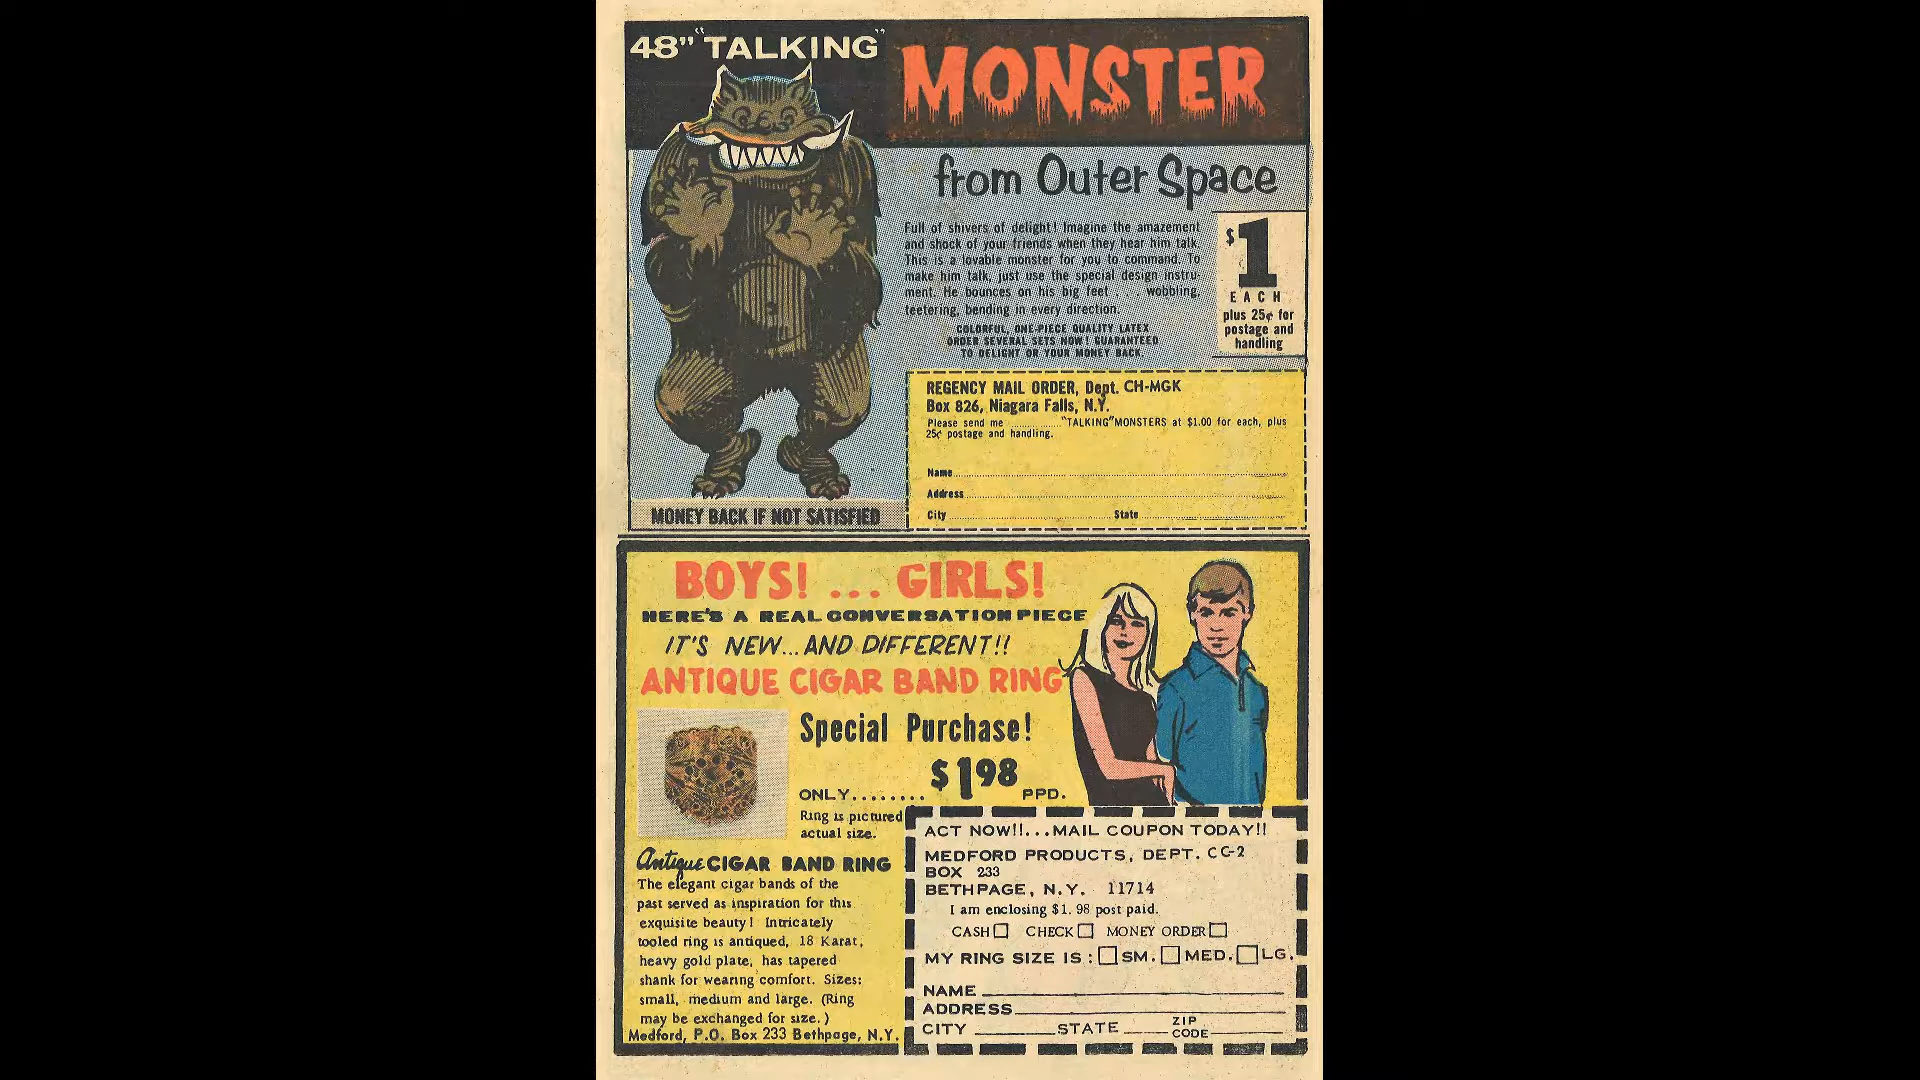 48" "TALKING"
MONSTER
from Outer Space
Full of shivers of delight! Imagine the amazement
and shock of your friends when they hear him talk.
This is a lovable monster for you to command. To
make him talk, just use the special design instru-
ment. He bounces on his big feet . . . wobbling,
teetering, bending in every direction.
COLORFUL, ONE-PIECE QUALITY LATEX
ORDER SEVERAL SETS NOW! GUARANTEED
TO DELIGHT OR YOUR MONEY BACK.
$1
EACH
plus 25¢ for
postage and
handling
MONEY BACK IF NOT SATISFIED
REGENCY MAIL ORDER, Dept. CH-MGK
Box 826, Niagara Falls, N.Y.
Please send me ............ "TALKING" MONSTERS at $1.00 for each, plus
25¢ postage and handling.
Name
Address
City State
BOYS! ... GIRLS!
HERE'S A REAL CONVERSATION PIECE
IT'S NEW...AND DIFFERENT!!
ANTIQUE CIGAR BAND RING
Special Purchase!
ONLY........ $1.98 PPD.
Ring is pictured
actual size.
Antique CIGAR BAND RING
The elegant cigar bands of the
past served as inspiration for this
exquisite beauty! Intricately
tooled ring is antiqued, 18 Karat,
heavy gold plate, has tapered
shank for wearing comfort. Sizes:
small, medium and large. (Ring
may be exchanged for size.)
Medford, P.O. Box 233 Bethpage, N.Y.
ACT NOW!!...MAIL COUPON TODAY!!
MEDFORD PRODUCTS, DEPT. CG-2
BOX 233
BETHPAGE, N.Y. 11714
I am enclosing $1.98 post paid.
CASH CHECK MONEY ORDER
MY RING SIZE IS: SM. MED. LG.
NAME
ADDRESS
CITY STATE ZIP CODE